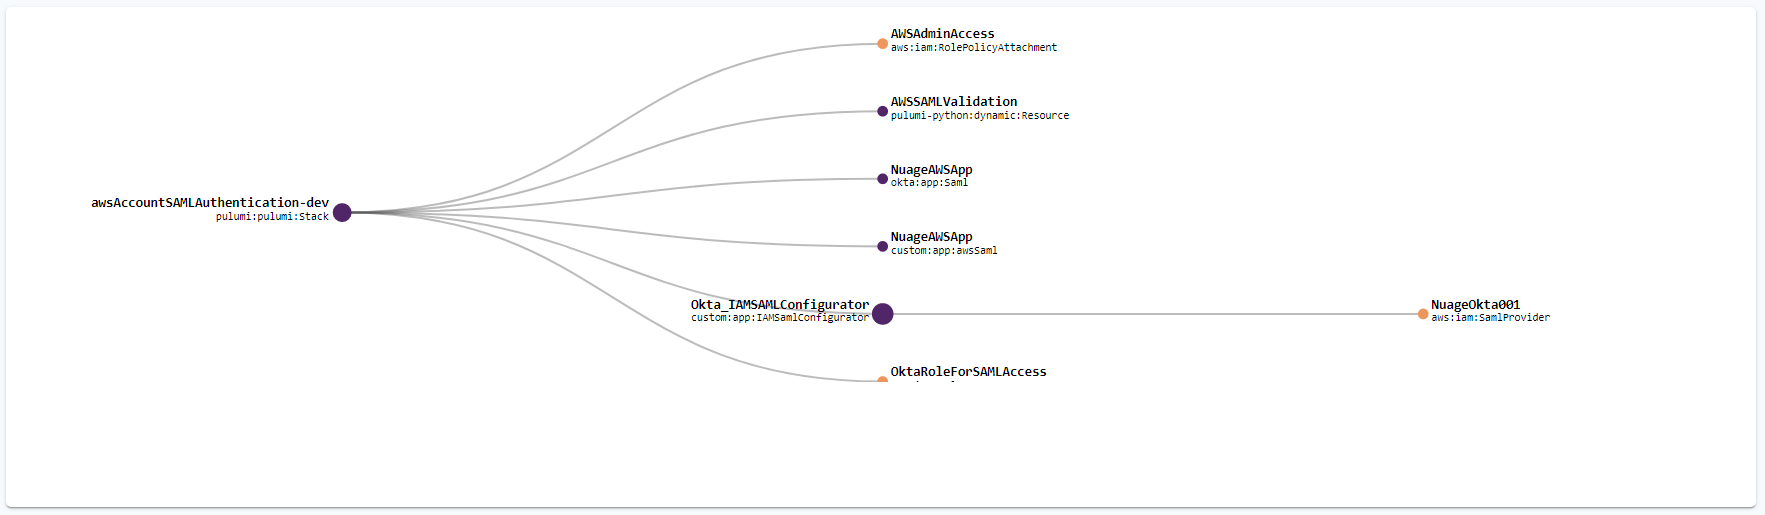 AWSAdminAccess
aws:iam:RolePolicyAttachment
AWSSAMLValidation
pulumi-python:dynamic:Resource
NuageAWSApp
okta:app:Saml
awsAccountSAMLAuthentication-dev
pulumi:pulumi:Stack
NuageAWSApp
custom:app:awsSaml
Okta_IAMSAMLConfigurator
custom:app:IAMSamlConfigurator
NuageOkta001
aws:iam:SamlProvider
OktaRoleForSAMLAccess